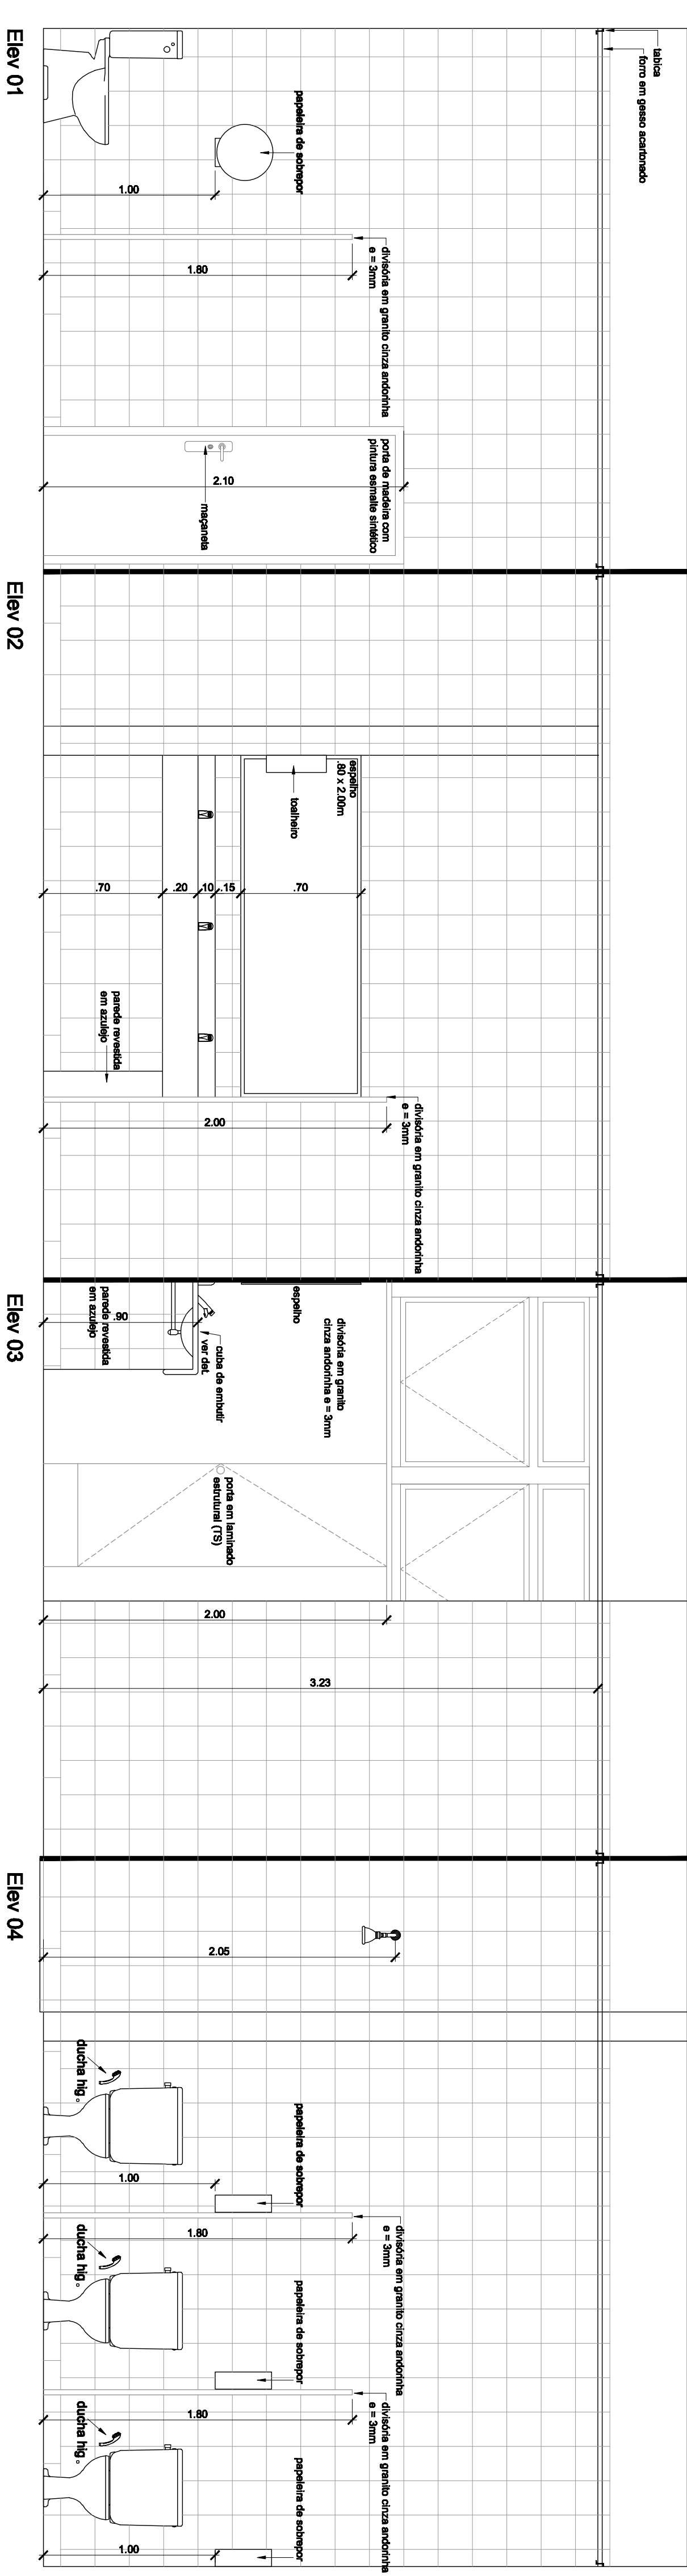 tabica
forro em gesso acartonado
papeleira de sobrepor
1.00
divisória em granito cinza andorinha
e = 3mm
1.80
porta de madeira com
pintura esmalte sintético
2.10
maçaneta
Elev 01
espelho
.80 x 2.00m
toalheiro
.70
.20
10
.15
.70
parede revestida
em azulejo
divisória em granito cinza andorinha
e = 3mm
2.00
Elev 02
divisória em granito
cinza andorinha e = 3mm
espelho
cuba de embutir
ver det.
.90
parede revestida
em azulejo
porta em laminado
estrutural (TS)
2.00
3.23
Elev 03
2.05
ducha hig.
papeleira de sobrepor
1.00
divisória em granito cinza andorinha
e = 3mm
1.80
ducha hig.
papeleira de sobrepor
divisória em granito cinza andorinha
e = 3mm
1.80
ducha hig.
papeleira de sobrepor
1.00
Elev 04